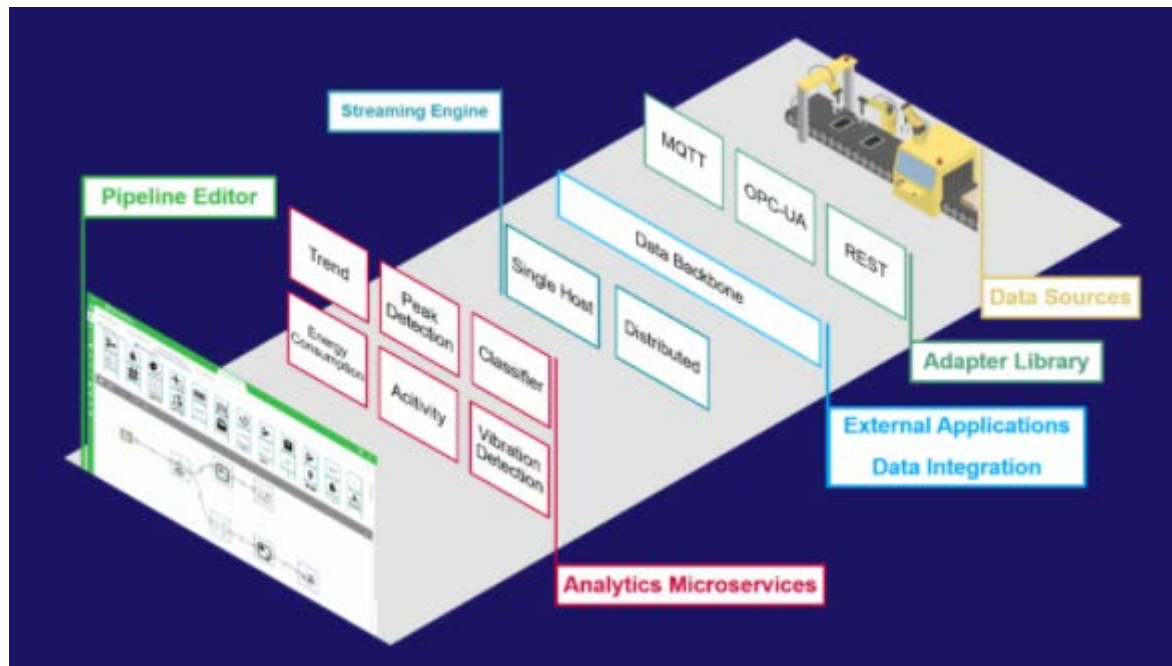 Streaming Engine
Pipeline Editor
MQTT
OPC-UA
REST
Data Sources
Adapter Library
Data Backbone
External Applications
Data Integration
Single Host
Distributed
Trend
Peak
Detection
Classifier
Energy
Consumption
Acitivity
Vibration
Detection
Analytics Microservices